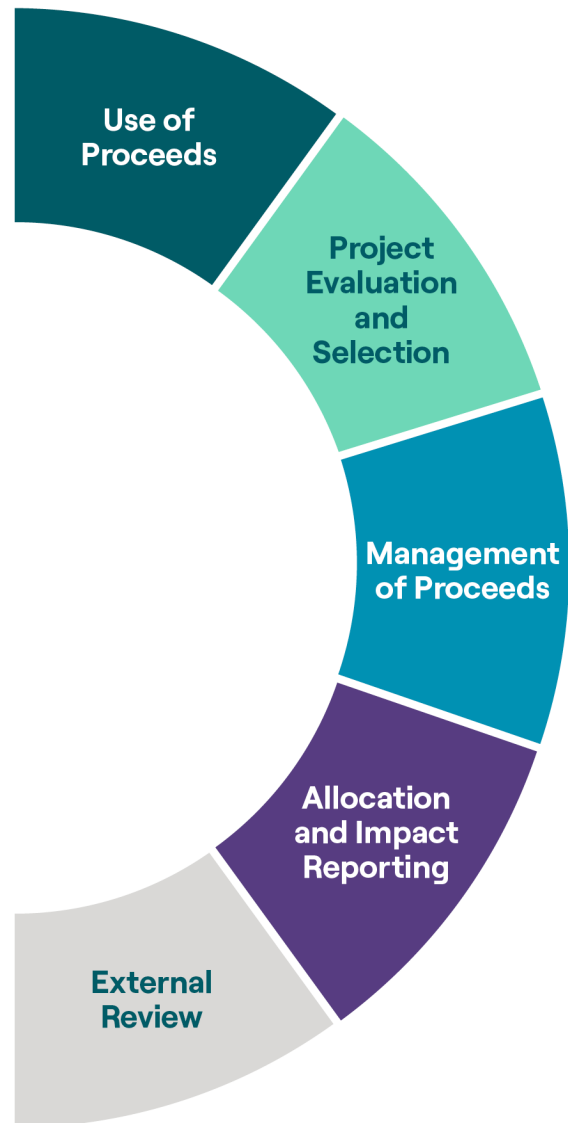 Use of
Proceeds
Project
Evaluation
and
Selection
Management
of Proceeds
Allocation
and Impact
Reporting
External
Review